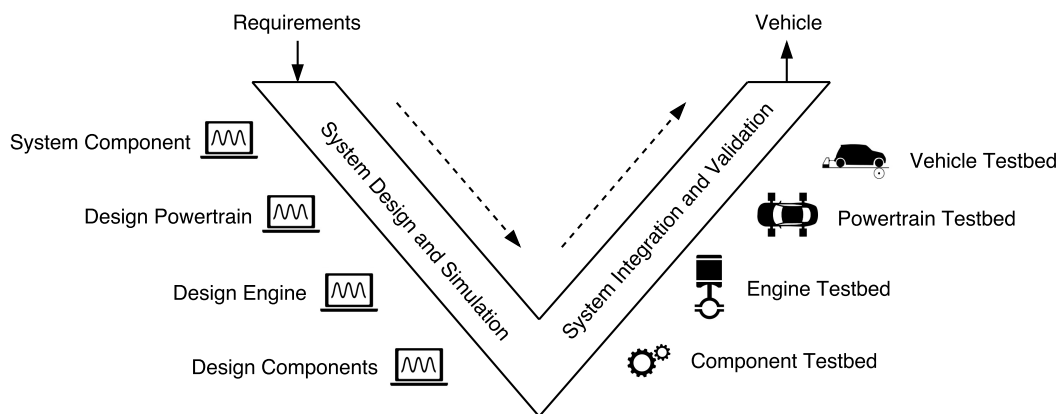 Requirements
Vehicle
System Component
Design Powertrain
Design Engine
Design Components
System Design and Simulation
System Integration and Validation
Vehicle Testbed
Powertrain Testbed
Engine Testbed
Component Testbed